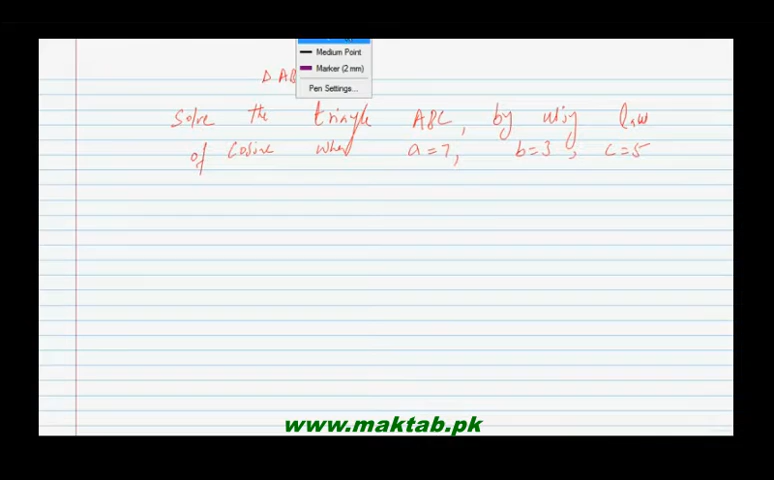 Medium Point
Δ AB
Marker (2 mm)
Pen Settings...
Solve the triangle ABC, by using law
of Cosine when a = 7, b = 3, c = 5
www.maktab.pk